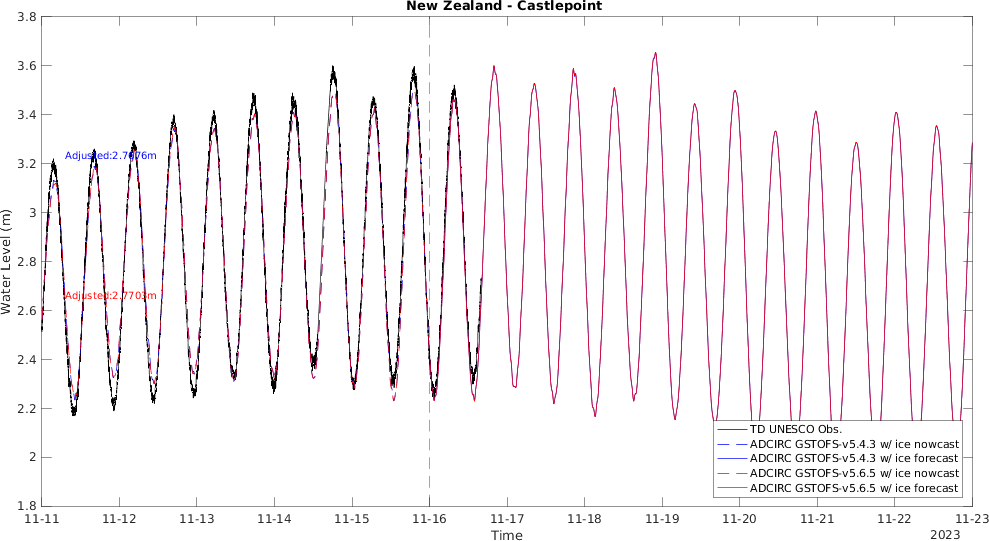 New Zealand - Castlepoint
3.8
3.6
3.4
3.2
3
2.8
2.6
2.4
2.2
2
1.8
Water Level (m)
Adjusted:2.7703m
TD UNESCO Obs.
ADCIRC GSTOFS-v5.4.3 w/ ice nowcast
ADCIRC GSTOFS-v5.4.3 w/ ice forecast
ADCIRC GSTOFS-v5.6.5 w/ ice nowcast
ADCIRC GSTOFS-v5.6.5 w/ ice forecast
11-11
11-12
11-13
11-14
11-15
11-16
11-17
11-18
11-19
11-20
11-21
11-22
11-23
Time
2023